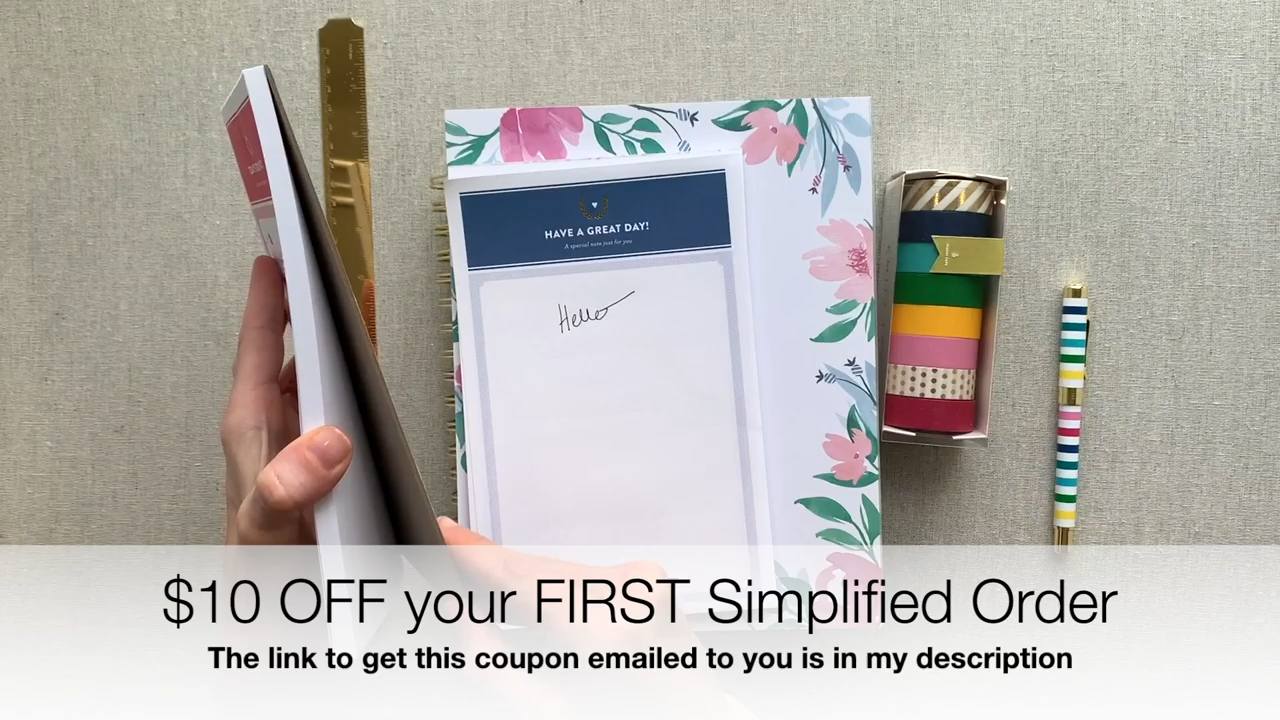 HAVE A GREAT DAY!
A special note just for you
Hello
$10 OFF your FIRST Simplified Order
The link to get this coupon emailed to you is in my description